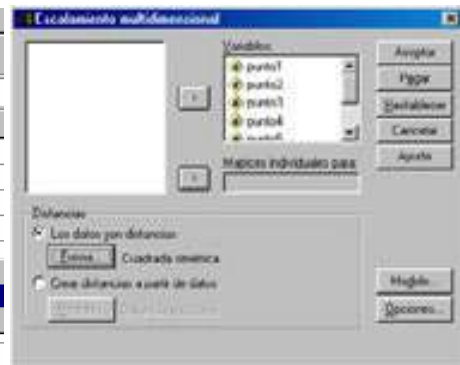 Escalamiento multidimensional
Variables:
punto1
punto2
punto3
punto4
punto5
Matrices individuales para
Aceptar
Pegar
Restablecer
Cancelar
Ayuda
Distancias
Los datos son distancias
Forma... Cuadrada simétrica
Crear distancias a partir de datos
Modelo...
Opciones...